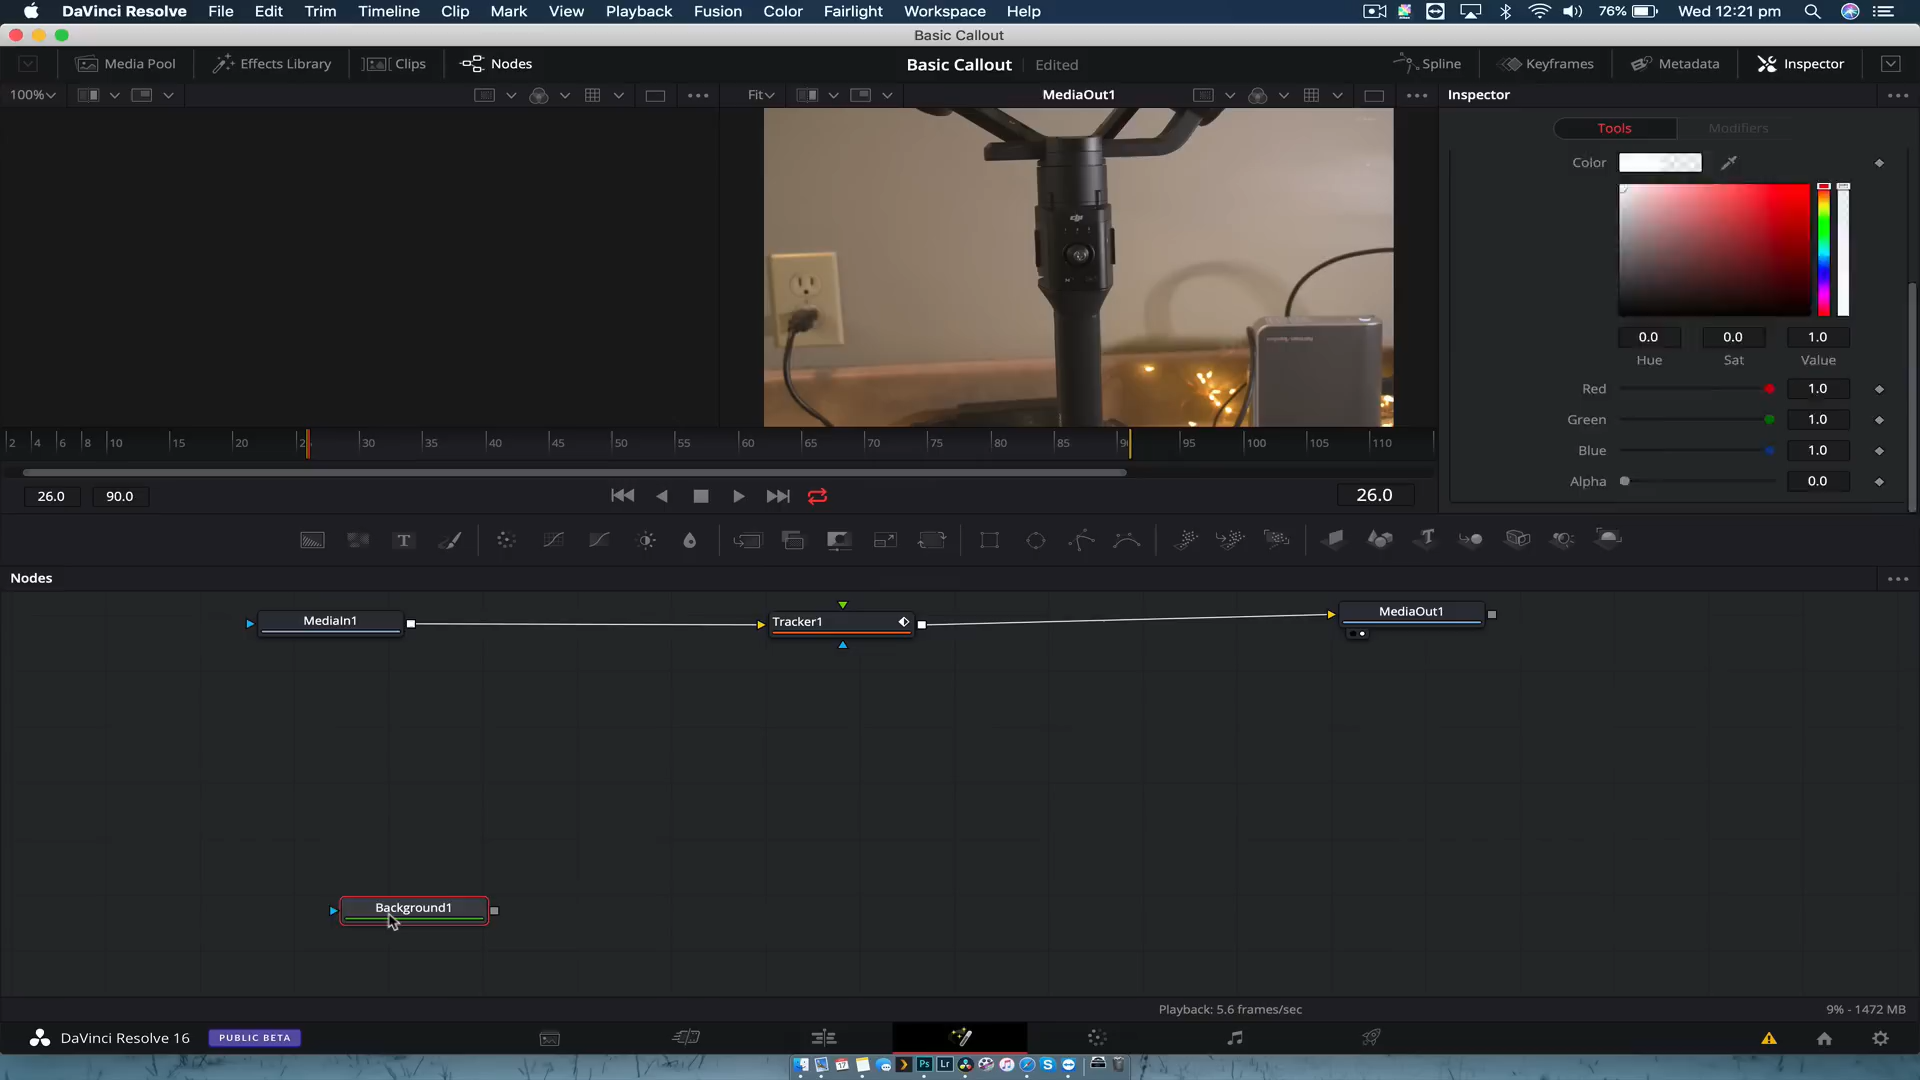 DaVinci Resolve File Edit Trim Timeline Clip Mark View Playback Fusion Color Fairlight Workspace Help 76% Wed 12:21 pm
Basic Callout
Media Pool Effects Library Clips Nodes Basic Callout Edited Spline Keyframes Metadata Inspector
100% Fit MediaOut1 Inspector
Tools Modifiers
Color
0.0 0.0 1.0
Hue Sat Value
Red 1.0
Green 1.0
Blue 1.0
Alpha 0.0
dji
2 4 6 8 10 15 20 2 30 35 40 45 50 55 60 65 70 75 80 85 9 95 100 105 110
26.0 90.0 26.0
Nodes
MediaIn1 Tracker1 MediaOut1
Background1
Playback: 5.6 frames/sec 9% - 1472 MB
DaVinci Resolve 16 PUBLIC BETA
17 Ps Lr